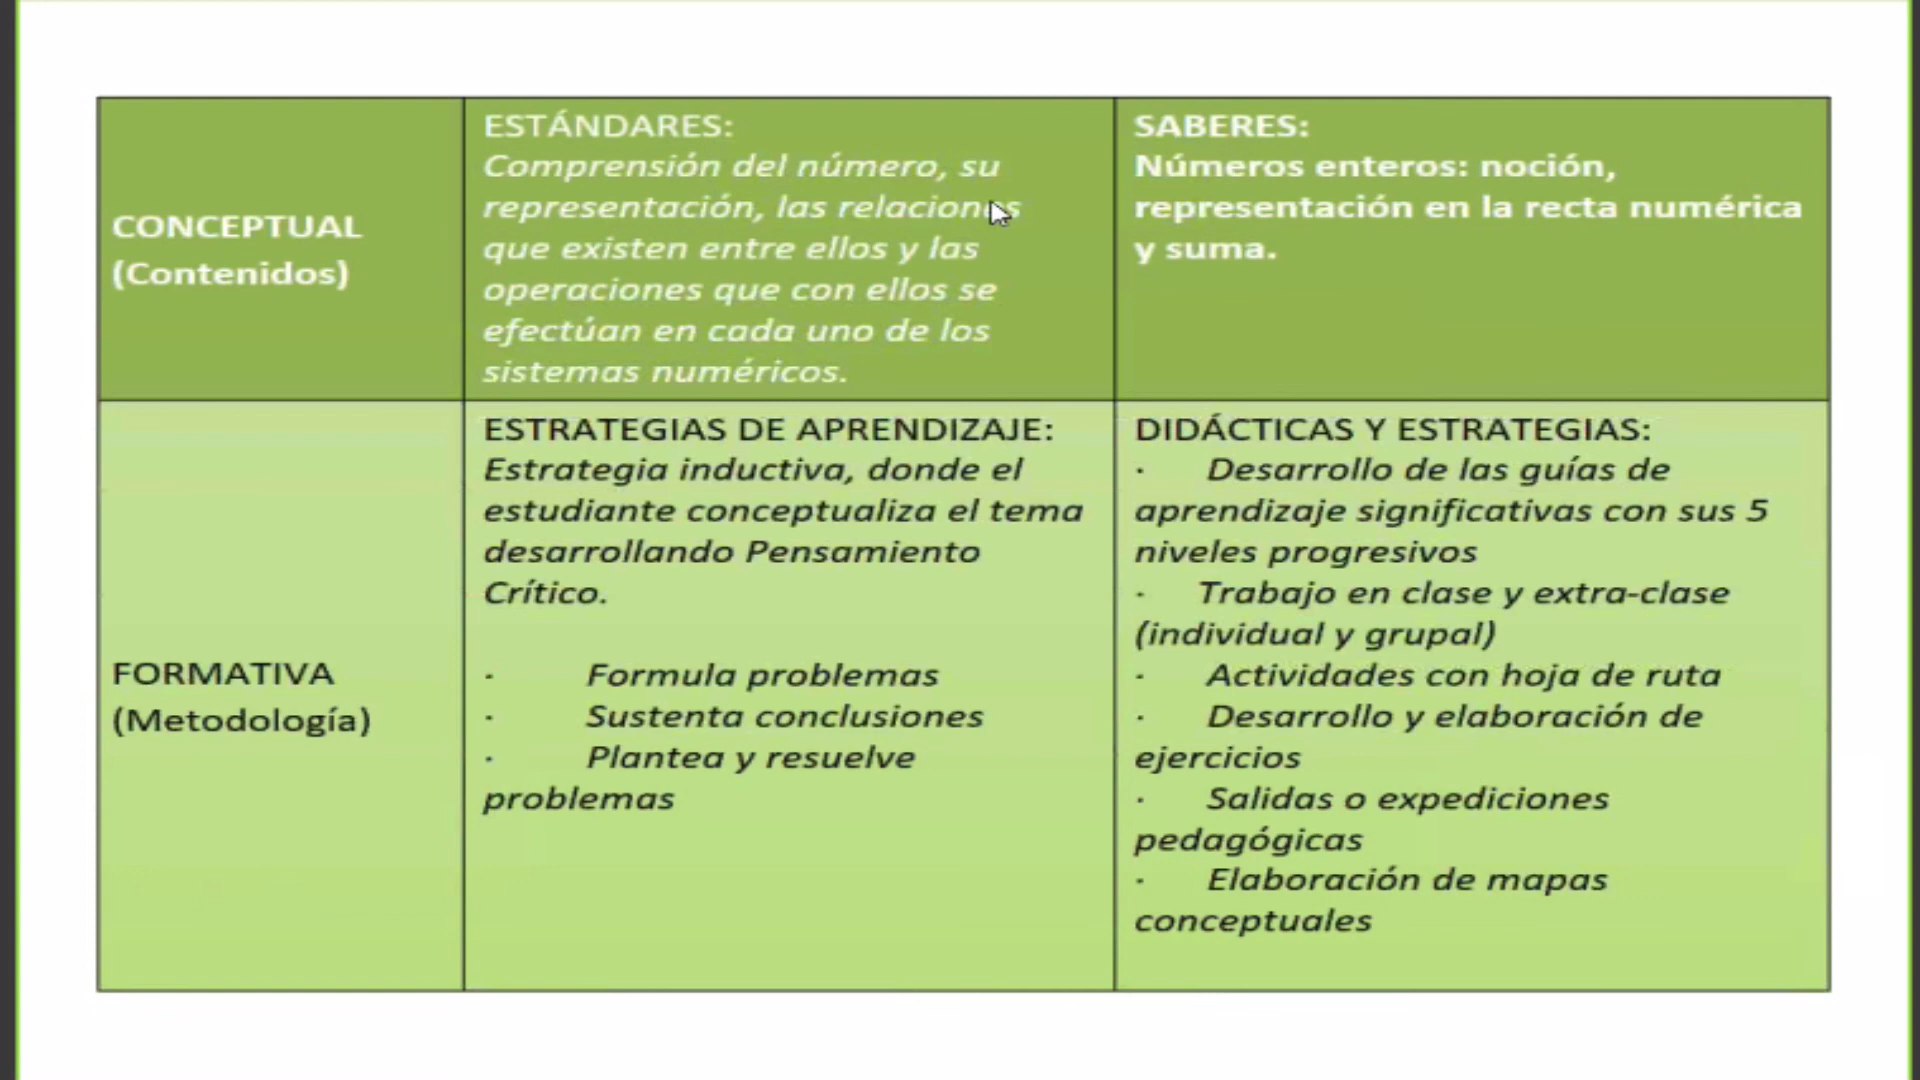 CONCEPTUAL
(Contenidos)
ESTÁNDARES:
Comprensión del número, su
representación, las relaciones
que existen entre ellos y las
operaciones que con ellos se
efectúan en cada uno de los
sistemas numéricos.
SABERES:
Números enteros: noción,
representación en la recta numérica
y suma.
FORMATIVA
(Metodología)
ESTRATEGIAS DE APRENDIZAJE:
Estrategia inductiva, donde el
estudiante conceptualiza el tema
desarrollando Pensamiento
Crítico.
· Formula problemas
· Sustenta conclusiones
· Plantea y resuelve
problemas
DIDÁCTICAS Y ESTRATEGIAS:
· Desarrollo de las guías de
aprendizaje significativas con sus 5
niveles progresivos
· Trabajo en clase y extra-clase
(individual y grupal)
· Actividades con hoja de ruta
· Desarrollo y elaboración de
ejercicios
· Salidas o expediciones
pedagógicas
· Elaboración de mapas
conceptuales